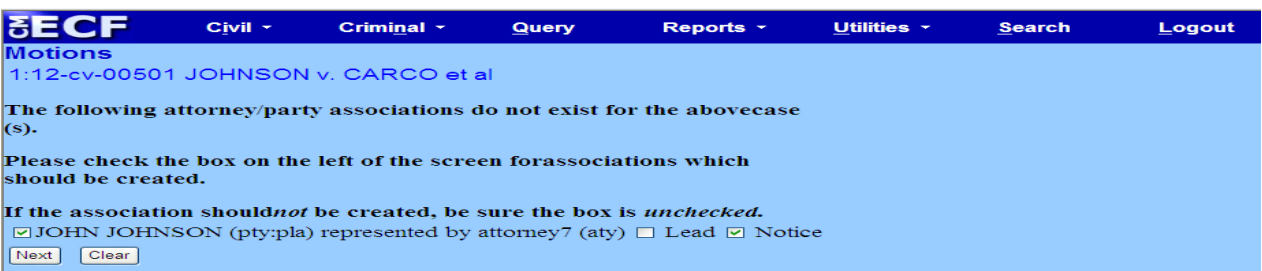 CM ECF Civil Criminal Query Reports Utilities Search Logout
Motions
1:12-cv-00501 JOHNSON v. CARCO et al
The following attorney/party associations do not exist for the abovecase
(s).
Please check the box on the left of the screen forassociations which
should be created.
If the association shouldnot be created, be sure the box is unchecked.
JOHN JOHNSON (pty:pla) represented by attorney7 (aty) Lead Notice
Next Clear